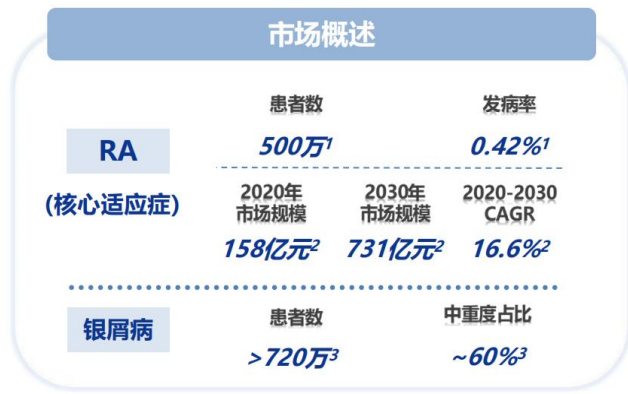 市场概述
患者数 发病率
RA 500万1 0.42%1
(核心适应症)
2020年 2030年 2020-2030
市场规模 市场规模 CAGR
158亿元2 731亿元2 16.6%2
银屑病
患者数 中重度占比
>720万3 ~60%3